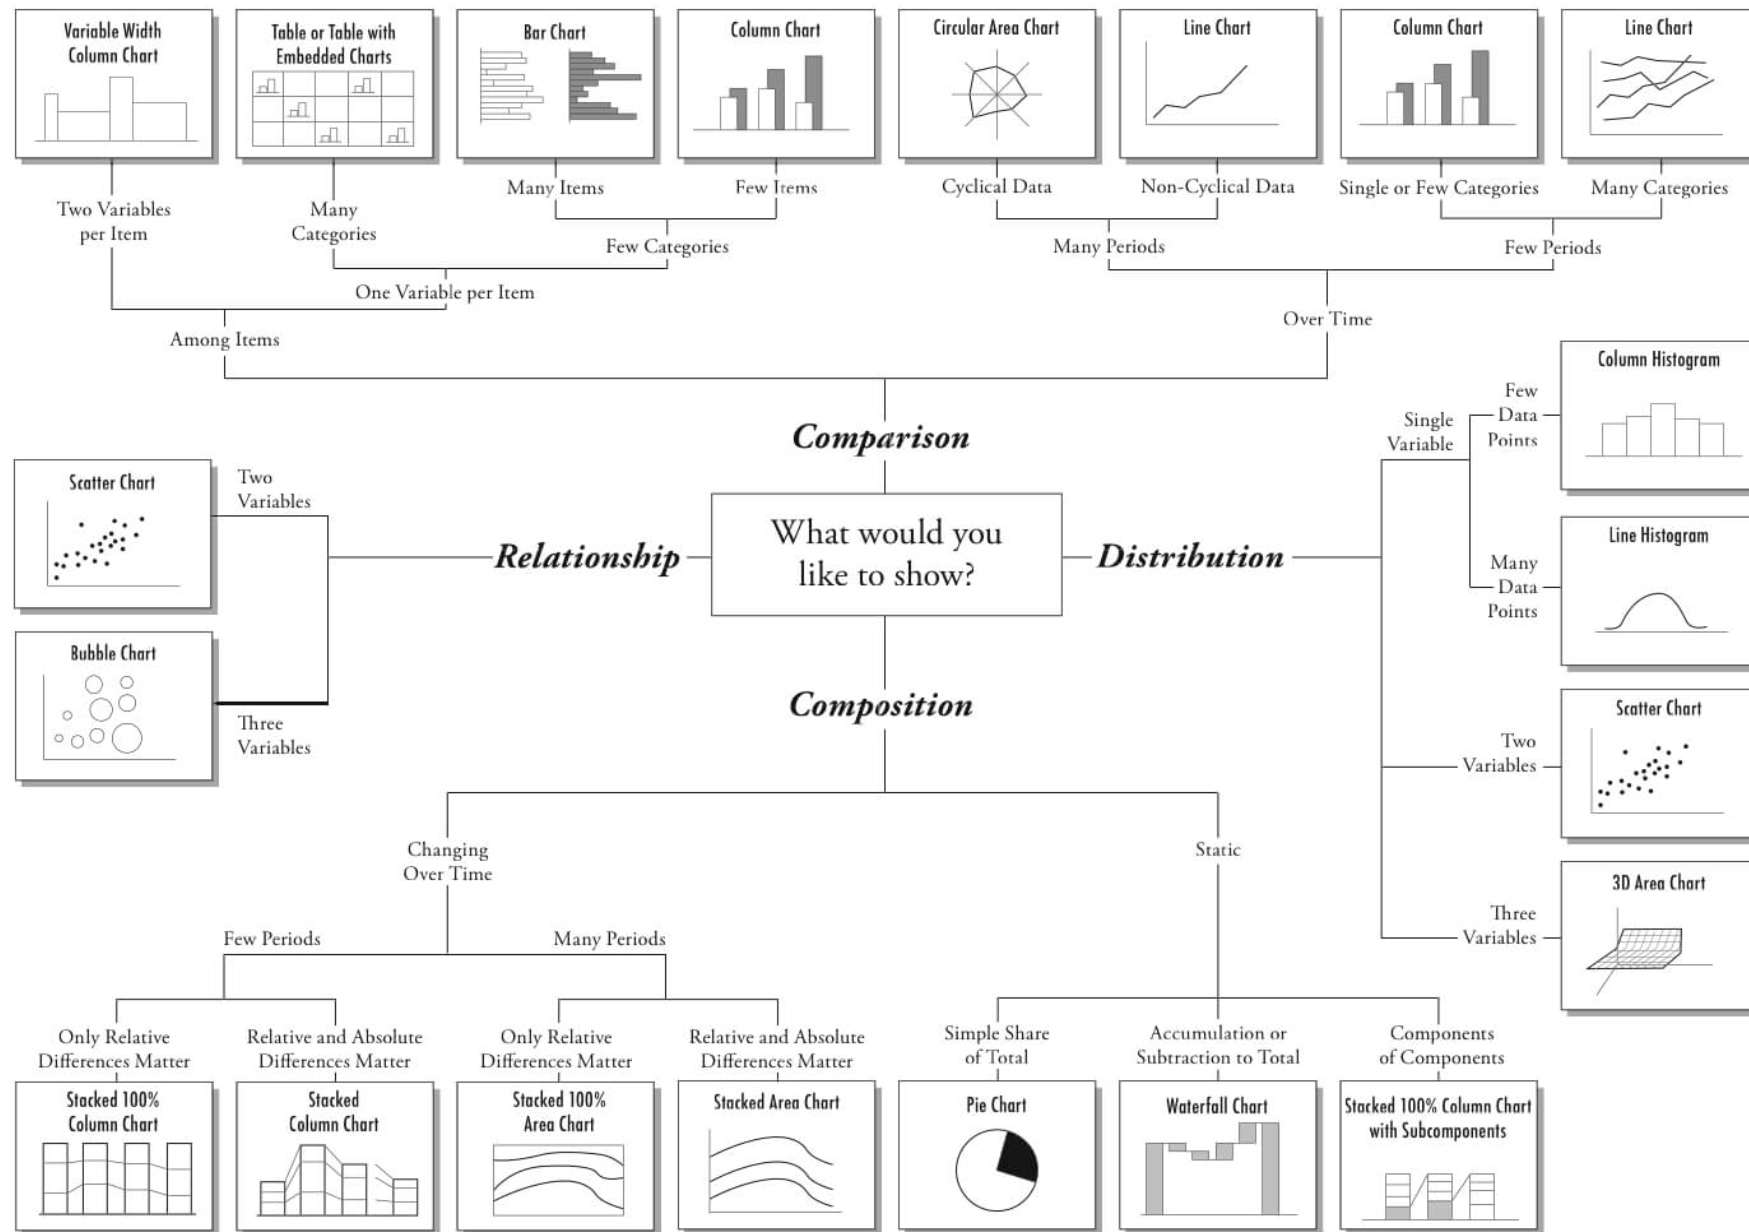 Variable Width
Column Chart
Table or Table with
Embedded Charts
Bar Chart
Column Chart
Circular Area Chart
Line Chart
Column Chart
Line Chart
Two Variables
per Item
Many
Categories
Many Items
Few Items
Cyclical Data
Non-Cyclical Data
Single or Few Categories
Many Categories
Few Categories
Many Periods
Few Periods
One Variable per Item
Among Items
Over Time
Comparison
What would you
like to show?
Relationship
Two
Variables
Scatter Chart
Three
Variables
Bubble Chart
Distribution
Single
Variable
Few
Data
Points
Column Histogram
Many
Data
Points
Line Histogram
Two
Variables
Scatter Chart
Three
Variables
3D Area Chart
Composition
Changing
Over Time
Static
Few Periods
Many Periods
Only Relative
Differences Matter
Relative and Absolute
Differences Matter
Only Relative
Differences Matter
Relative and Absolute
Differences Matter
Simple Share
of Total
Accumulation or
Subtraction to Total
Components
of Components
Stacked 100%
Column Chart
Stacked
Column Chart
Stacked 100%
Area Chart
Stacked Area Chart
Pie Chart
Waterfall Chart
Stacked 100% Column Chart
with Subcomponents